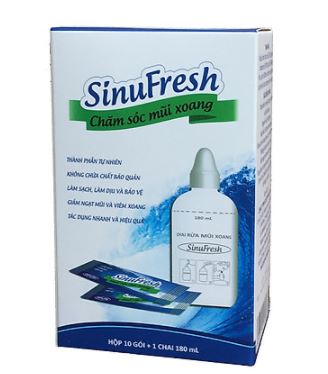 SinuFresh
Chăm sóc mũi xoang
THÀNH PHẦN TỰ NHIÊN
KHÔNG CHỨA CHẤT BẢO QUẢN
LÀM SẠCH, LÀM DỊU VÀ BẢO VỆ
GIẢM NGẠT MŨI VÀ VIÊM XOANG
TÁC DỤNG NHANH VÀ HIỆU QUẢ
180 mL
CHAI RỬA MŨI XOANG
SinuFresh
HỘP 10 GÓI + 1 CHAI 180 mL